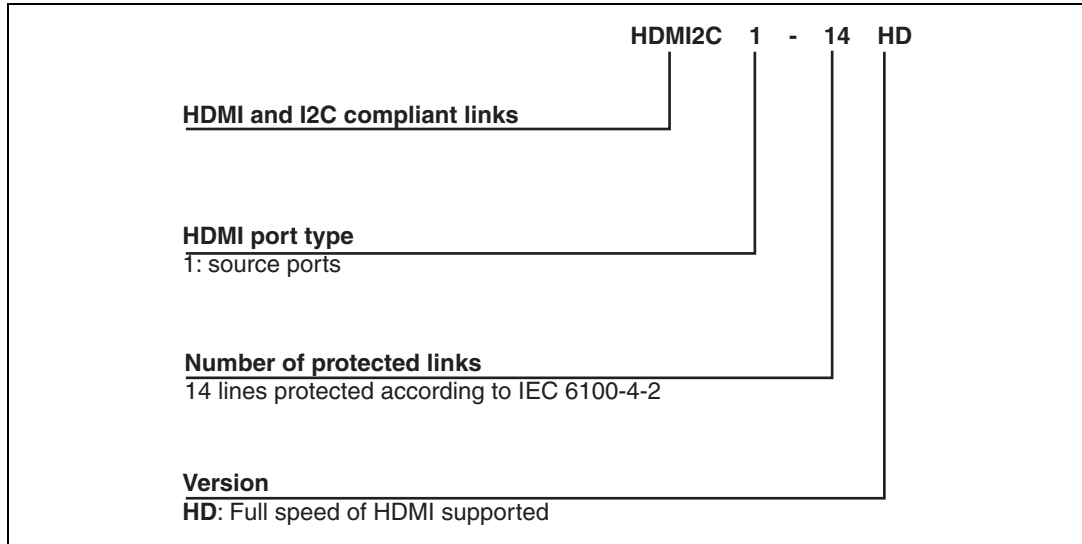 HDMI2C 1 - 14 HD
HDMI and I2C compliant links
HDMI port type
1: source ports
Number of protected links
14 lines protected according to IEC 6100-4-2
Version
HD: Full speed of HDMI supported